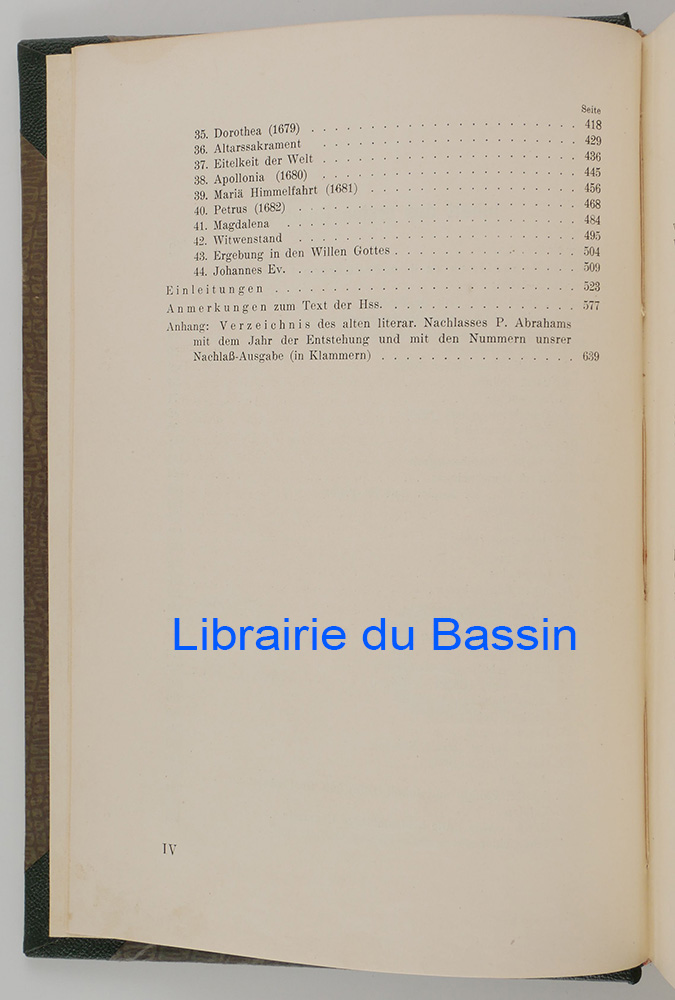 Seite
35. Dorothea (1679) . . . . . . . . . . . . . . . . . . . . . . 418
36. Altarssakrament . . . . . . . . . . . . . . . . . . . . . 429
37. Eitelkeit der Welt . . . . . . . . . . . . . . . . . . . . . 436
38. Apollonia (1680) . . . . . . . . . . . . . . . . . . . . . 445
39. Mariä Himmelfahrt (1681) . . . . . . . . . . . . . . . . . 456
40. Petrus (1682) . . . . . . . . . . . . . . . . . . . . . . . 468
41. Magdalena . . . . . . . . . . . . . . . . . . . . . . . . 484
42. Witwenstand . . . . . . . . . . . . . . . . . . . . . . . 495
43. Ergebung in den Willen Gottes . . . . . . . . . . . . . . . 504
44. Johannes Ev. . . . . . . . . . . . . . . . . . . . . . . . 509
Einleitungen . . . . . . . . . . . . . . . . . . . . . . . . . 523
Anmerkungen zum Text der Hss. . . . . . . . . . . . . . . . . 577
Anhang: Verzeichnis des alten literar. Nachlasses P. Abrahams
mit dem Jahr der Entstehung und mit den Nummern unsrer
Nachlaß-Ausgabe (in Klammern) . . . . . . . . . . . . . . . . . 639
Librairie du Bassin
IV